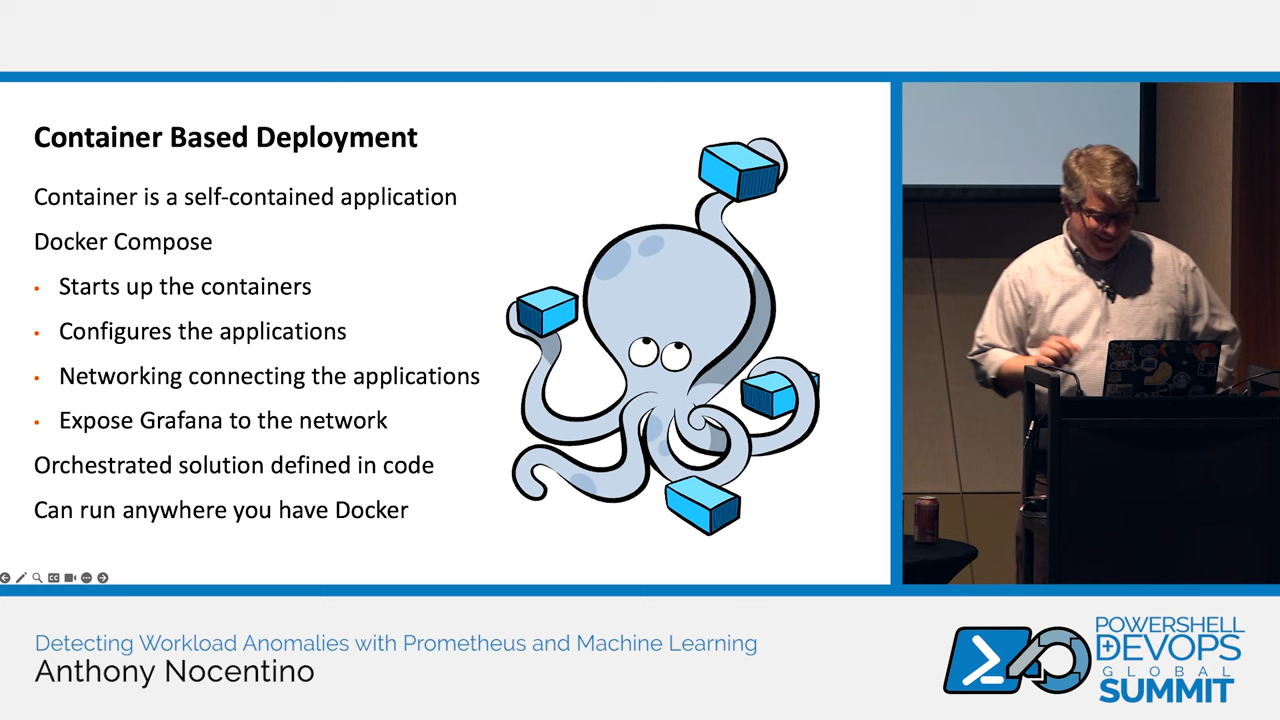 Container Based Deployment
Container is a self-contained application
Docker Compose
• Starts up the containers
• Configures the applications
• Networking connecting the applications
• Expose Grafana to the network
Orchestrated solution defined in code
Can run anywhere you have Docker
Detecting Workload Anomalies with Prometheus and Machine Learning
Anthony Nocentino
POWERSHELL
DEVOPS
GLOBAL
SUMMIT